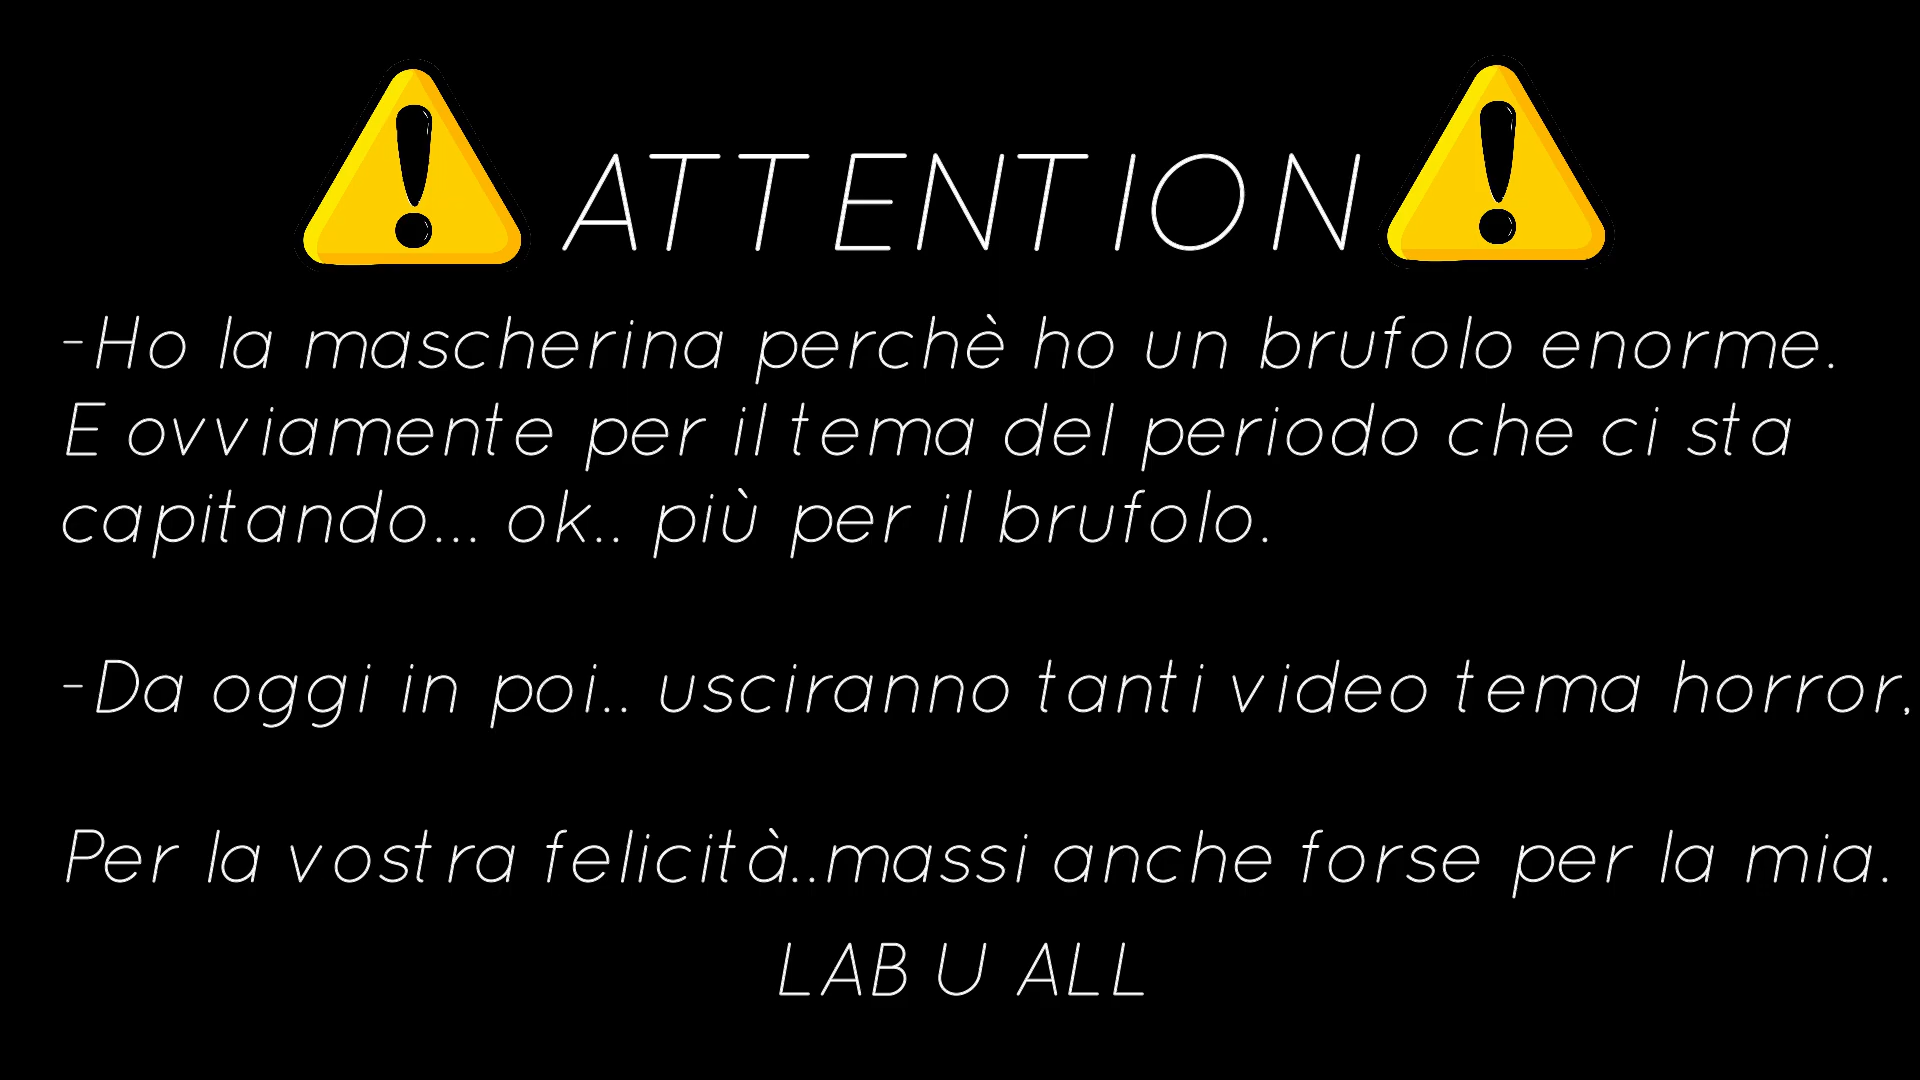 ATTENTION
-Ho la mascherina perchè ho un brufolo enorme.
E ovviamente per il tema del periodo che ci sta
capitando... ok.. più per il brufolo.
-Da oggi in poi.. usciranno tanti video tema horror,
Per la vostra felicità..massi anche forse per la mia.
LAB U ALL